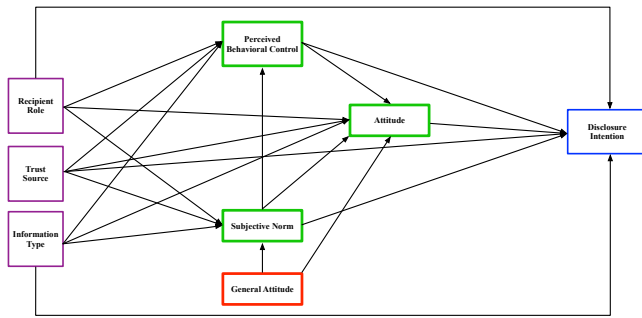 Perceived
Behavioral Control
Recipient
Role
Attitude
Disclosure
Intention
Trust
Source
Information
Type
Subjective Norm
General Attitude